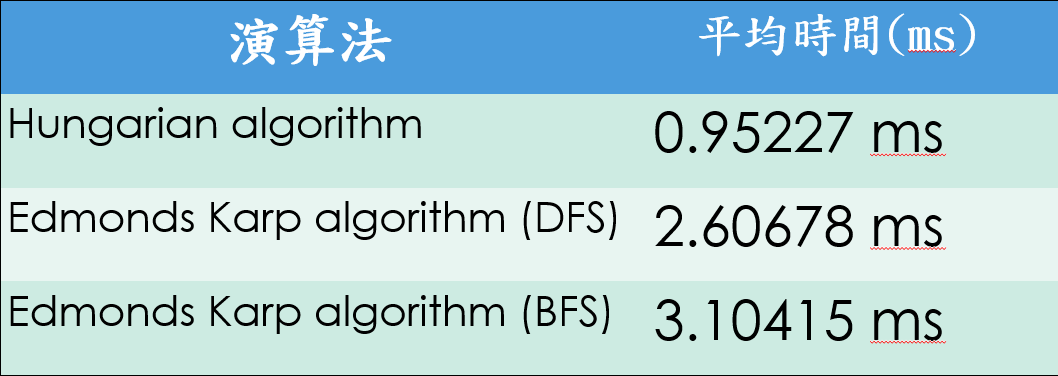 演算法 平均時間(ms)
Hungarian algorithm 0.95227 ms
Edmonds Karp algorithm (DFS) 2.60678 ms
Edmonds Karp algorithm (BFS) 3.10415 ms